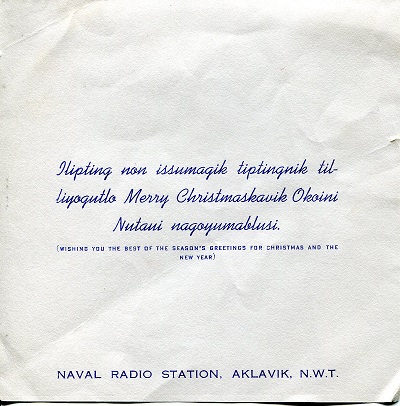 Ilipting non issumagik tiptingnik til-
liyogutlo Merry Christmaskavik Okoini
Nutaui nagoyumablusi.
(WISHING YOU THE BEST OF THE SEASON'S GREETINGS FOR CHRISTMAS AND THE
NEW YEAR)
NAVAL RADIO STATION, AKLAVIK, N.W.T.